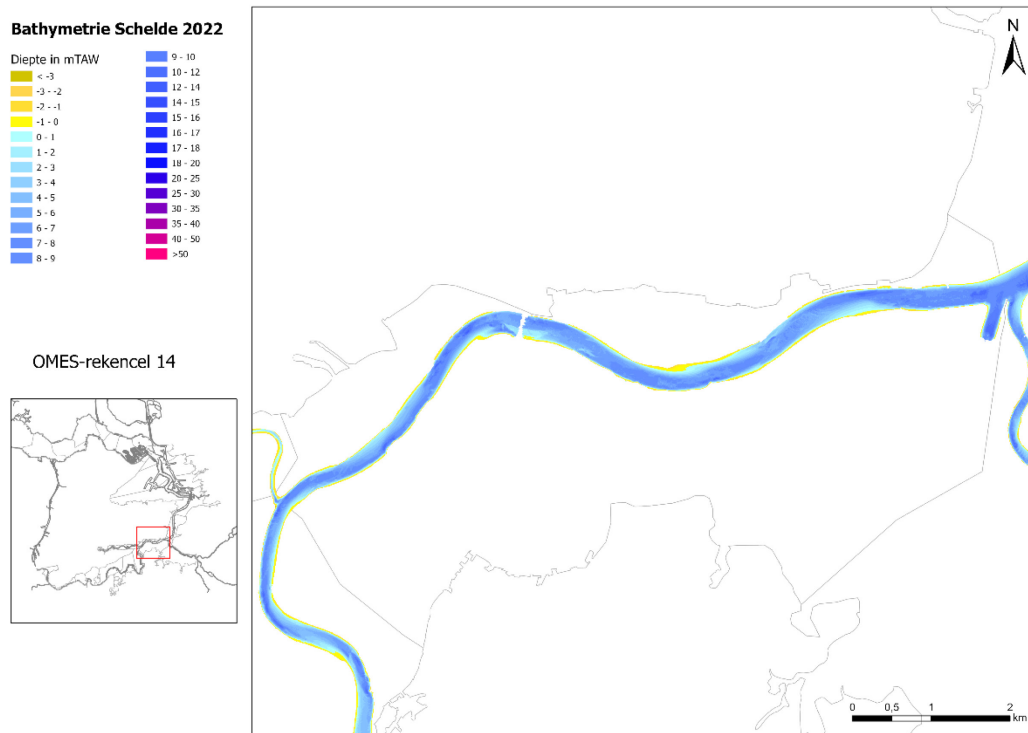 Bathymetrie Schelde 2022
Diepte in mTAW
< -3
-3 - -2
-2 - -1
-1 - 0
0 - 1
1 - 2
2 - 3
3 - 4
4 - 5
5 - 6
6 - 7
7 - 8
8 - 9
9 - 10
10 - 12
12 - 14
14 - 15
15 - 16
16 - 17
17 - 18
18 - 20
20 - 25
25 - 30
30 - 35
35 - 40
40 - 50
>50
N
OMES-rekencel 14
0 0,5 1 2
km